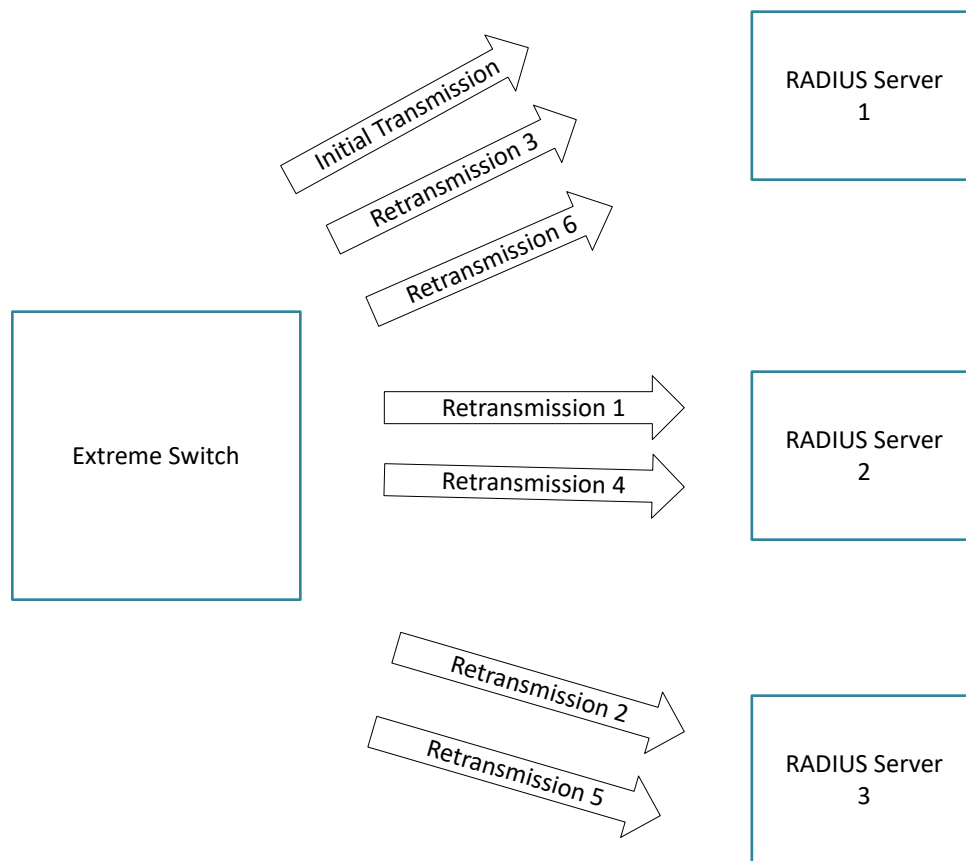 Initial Transmission
Retransmission 3
Retransmission 6
RADIUS Server
1
Extreme Switch
Retransmission 1
Retransmission 4
RADIUS Server
2
Retransmission 2
Retransmission 5
RADIUS Server
3